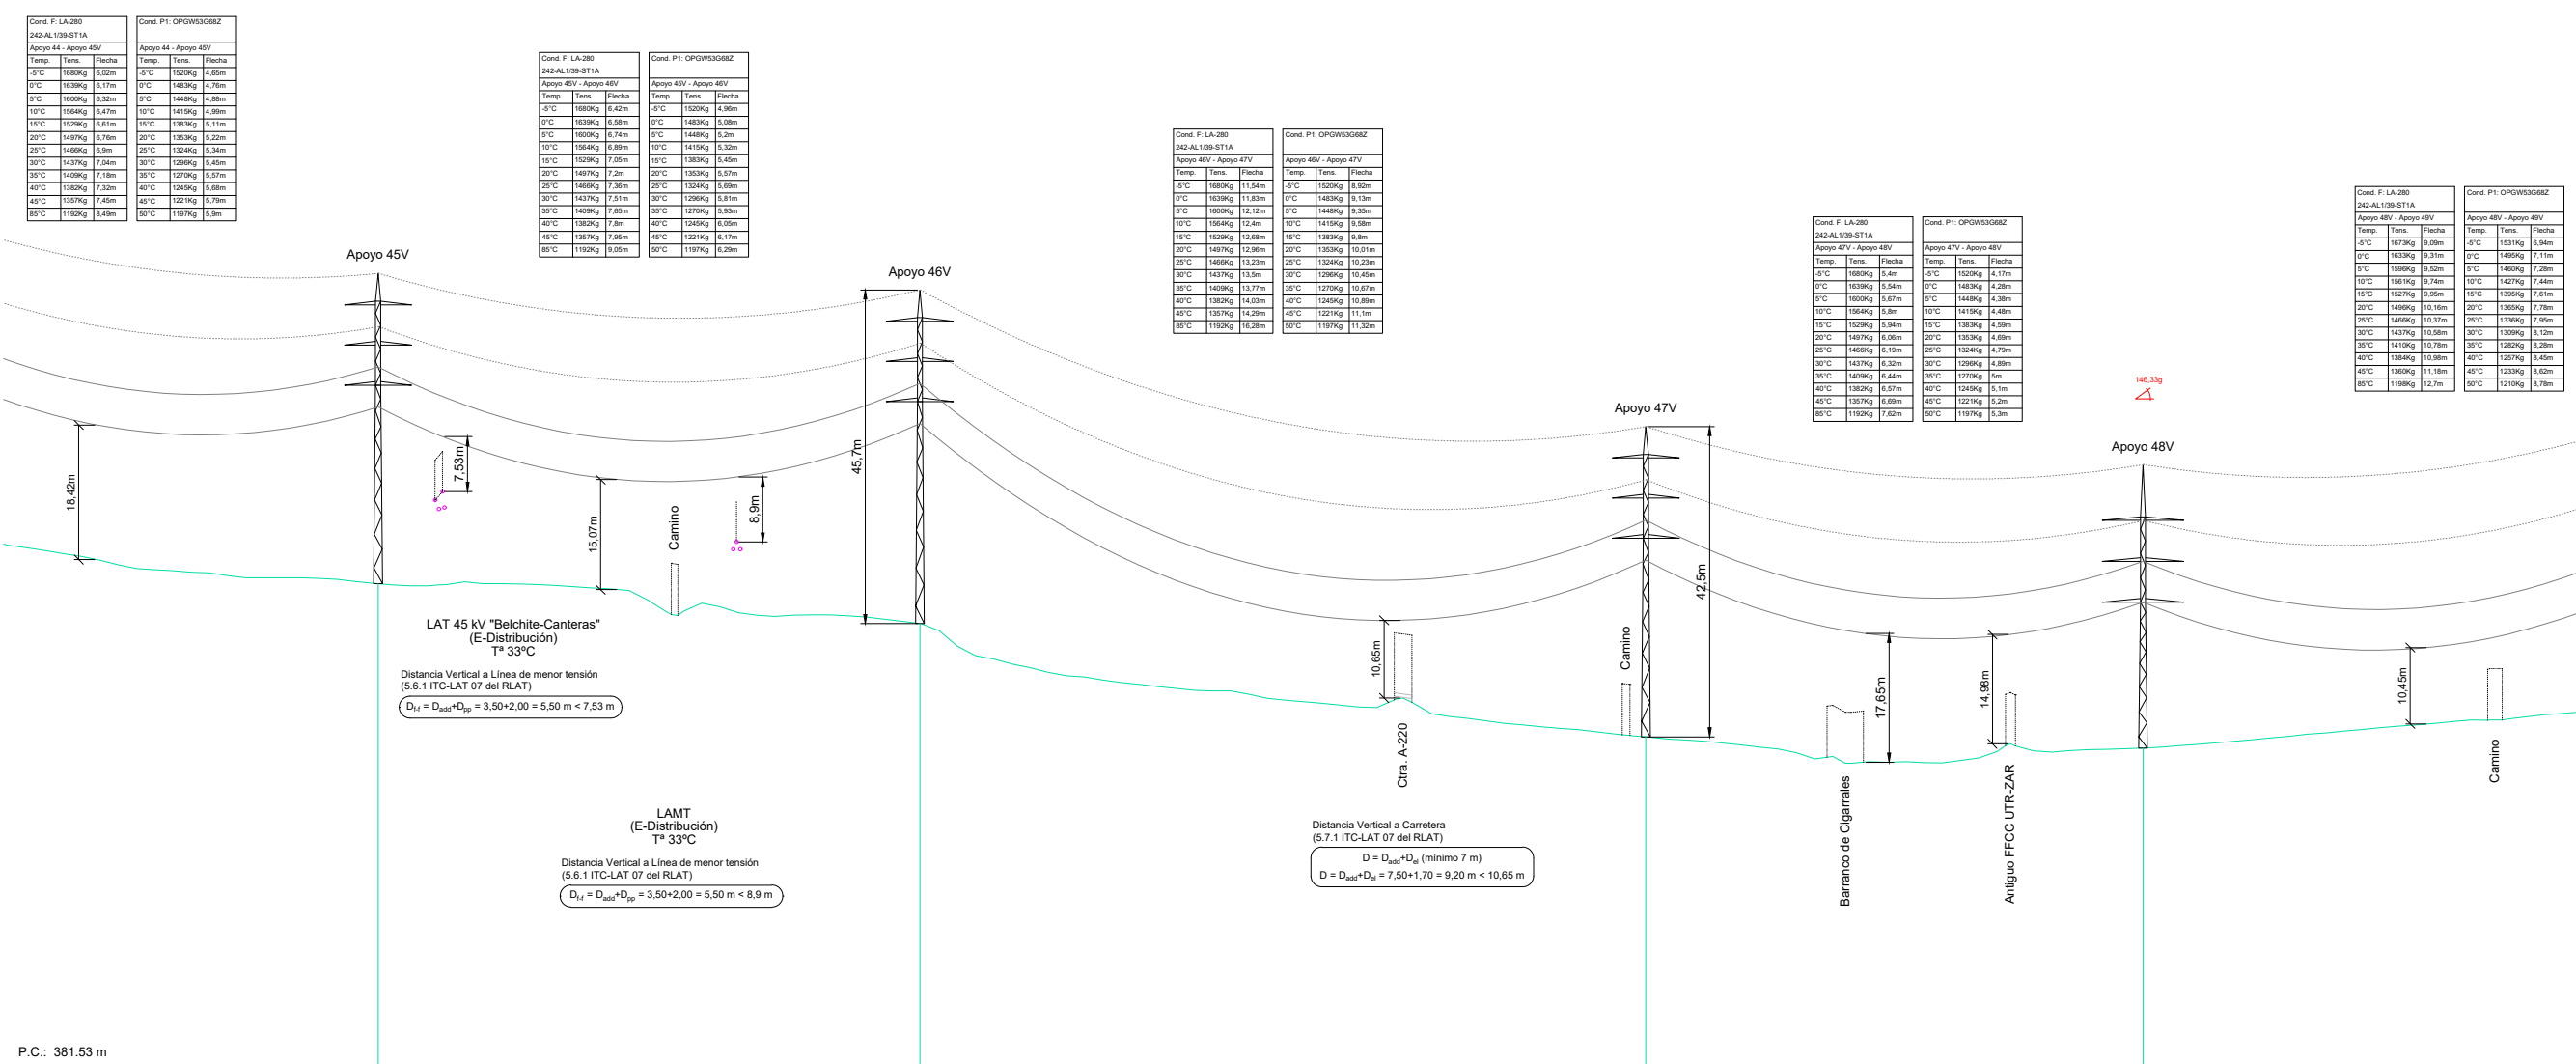 Cond. F: LA-280
242-AL1/39-ST1A
Apoyo 44 - Apoyo 45V
Temp. Tens. Flecha
-5°C 1680Kg 6,02m
0°C 1639Kg 6,17m
5°C 1600Kg 6,32m
10°C 1564Kg 6,47m
15°C 1529Kg 6,61m
20°C 1497Kg 6,76m
25°C 1466Kg 6,9m
30°C 1437Kg 7,04m
35°C 1409Kg 7,18m
40°C 1382Kg 7,32m
45°C 1357Kg 7,45m
85°C 1192Kg 8,49m
Cond. P1: OPGW53G68Z
Apoyo 44 - Apoyo 45V
Temp. Tens. Flecha
-5°C 1520Kg 4,65m
0°C 1483Kg 4,76m
5°C 1448Kg 4,88m
10°C 1415Kg 4,99m
15°C 1383Kg 5,11m
20°C 1353Kg 5,22m
25°C 1324Kg 5,34m
30°C 1296Kg 5,45m
35°C 1270Kg 5,57m
40°C 1245Kg 5,68m
45°C 1221Kg 5,79m
50°C 1197Kg 5,9m
Cond. F: LA-280
242-AL1/39-ST1A
Apoyo 45V - Apoyo 46V
Temp. Tens. Flecha
-5°C 1680Kg 6,42m
0°C 1639Kg 6,58m
5°C 1600Kg 6,74m
10°C 1564Kg 6,89m
15°C 1529Kg 7,05m
20°C 1497Kg 7,2m
25°C 1466Kg 7,36m
30°C 1437Kg 7,51m
35°C 1409Kg 7,65m
40°C 1382Kg 7,8m
45°C 1357Kg 7,95m
85°C 1192Kg 9,05m
Cond. P1: OPGW53G68Z
Apoyo 45V - Apoyo 46V
Temp. Tens. Flecha
-5°C 1520Kg 4,96m
0°C 1483Kg 5,08m
5°C 1448Kg 5,2m
10°C 1415Kg 5,32m
15°C 1383Kg 5,45m
20°C 1353Kg 5,57m
25°C 1324Kg 5,69m
30°C 1296Kg 5,81m
35°C 1270Kg 5,93m
40°C 1245Kg 6,05m
45°C 1221Kg 6,17m
50°C 1197Kg 6,29m
Cond. F: LA-280
242-AL1/39-ST1A
Apoyo 46V - Apoyo 47V
Temp. Tens. Flecha
-5°C 1680Kg 11,54m
0°C 1639Kg 11,83m
5°C 1600Kg 12,12m
10°C 1564Kg 12,4m
15°C 1529Kg 12,68m
20°C 1497Kg 12,96m
25°C 1466Kg 13,23m
30°C 1437Kg 13,5m
35°C 1409Kg 13,77m
40°C 1382Kg 14,03m
45°C 1357Kg 14,29m
85°C 1192Kg 16,28m
Cond. P1: OPGW53G68Z
Apoyo 46V - Apoyo 47V
Temp. Tens. Flecha
-5°C 1520Kg 8,92m
0°C 1483Kg 9,13m
5°C 1448Kg 9,35m
10°C 1415Kg 9,58m
15°C 1383Kg 9,8m
20°C 1353Kg 10,01m
25°C 1324Kg 10,23m
30°C 1296Kg 10,45m
35°C 1270Kg 10,67m
40°C 1245Kg 10,89m
45°C 1221Kg 11,1m
50°C 1197Kg 11,32m
Cond. F: LA-280
242-AL1/39-ST1A
Apoyo 47V - Apoyo 48V
Temp. Tens. Flecha
-5°C 1680Kg 5,4m
0°C 1639Kg 5,54m
5°C 1600Kg 5,67m
10°C 1564Kg 5,8m
15°C 1529Kg 5,94m
20°C 1497Kg 6,06m
25°C 1466Kg 6,19m
30°C 1437Kg 6,32m
35°C 1409Kg 6,44m
40°C 1382Kg 6,57m
45°C 1357Kg 6,69m
85°C 1192Kg 7,62m
Cond. P1: OPGW53G68Z
Apoyo 47V - Apoyo 48V
Temp. Tens. Flecha
-5°C 1520Kg 4,17m
0°C 1483Kg 4,28m
5°C 1448Kg 4,38m
10°C 1415Kg 4,48m
15°C 1383Kg 4,59m
20°C 1353Kg 4,69m
25°C 1324Kg 4,79m
30°C 1296Kg 4,89m
35°C 1270Kg 5m
40°C 1245Kg 5,1m
45°C 1221Kg 5,2m
50°C 1197Kg 5,3m
Cond. F: LA-280
242-AL1/39-ST1A
Apoyo 48V - Apoyo 49V
Temp. Tens. Flecha
-5°C 1673Kg 9,09m
0°C 1633Kg 9,31m
5°C 1596Kg 9,52m
10°C 1561Kg 9,74m
15°C 1527Kg 9,95m
20°C 1496Kg 10,16m
25°C 1466Kg 10,37m
30°C 1437Kg 10,58m
35°C 1410Kg 10,78m
40°C 1384Kg 10,98m
45°C 1360Kg 11,18m
85°C 1198Kg 12,7m
Cond. P1: OPGW53G68Z
Apoyo 48V - Apoyo 49V
Temp. Tens. Flecha
-5°C 1531Kg 6,94m
0°C 1495Kg 7,11m
5°C 1460Kg 7,28m
10°C 1427Kg 7,44m
15°C 1395Kg 7,61m
20°C 1365Kg 7,78m
25°C 1336Kg 7,95m
30°C 1309Kg 8,12m
35°C 1282Kg 8,28m
40°C 1257Kg 8,45m
45°C 1233Kg 8,62m
50°C 1210Kg 8,78m
Apoyo 45V
Apoyo 46V
Apoyo 47V
Apoyo 48V
146,33g
18,42m
7,53m
15,07m
Camino
8,9m
45,7m
10,65m
Ctra. A-220
Camino
42,5m
17,65m
Barranco de Cigarrales
14,98m
Antiguo FFCC UTR-ZAR
10,45m
Camino
LAT 45 kV "Belchite-Canteras"
(E-Distribución)
Tª 33ºC
Distancia Vertical a Línea de menor tensión
(5.6.1 ITC-LAT 07 del RLAT)
Df-f = Dadd+Dpp = 3,50+2,00 = 5,50 m < 7,53 m
LAMT
(E-Distribución)
Tª 33ºC
Distancia Vertical a Línea de menor tensión
(5.6.1 ITC-LAT 07 del RLAT)
Df-f = Dadd+Dpp = 3,50+2,00 = 5,50 m < 8,9 m
Distancia Vertical a Carretera
(5.7.1 ITC-LAT 07 del RLAT)
D = Dadd+Del (mínimo 7 m)
D = Dadd+Del = 7,50+1,70 = 9,20 m < 10,65 m
P.C.: 381.53 m